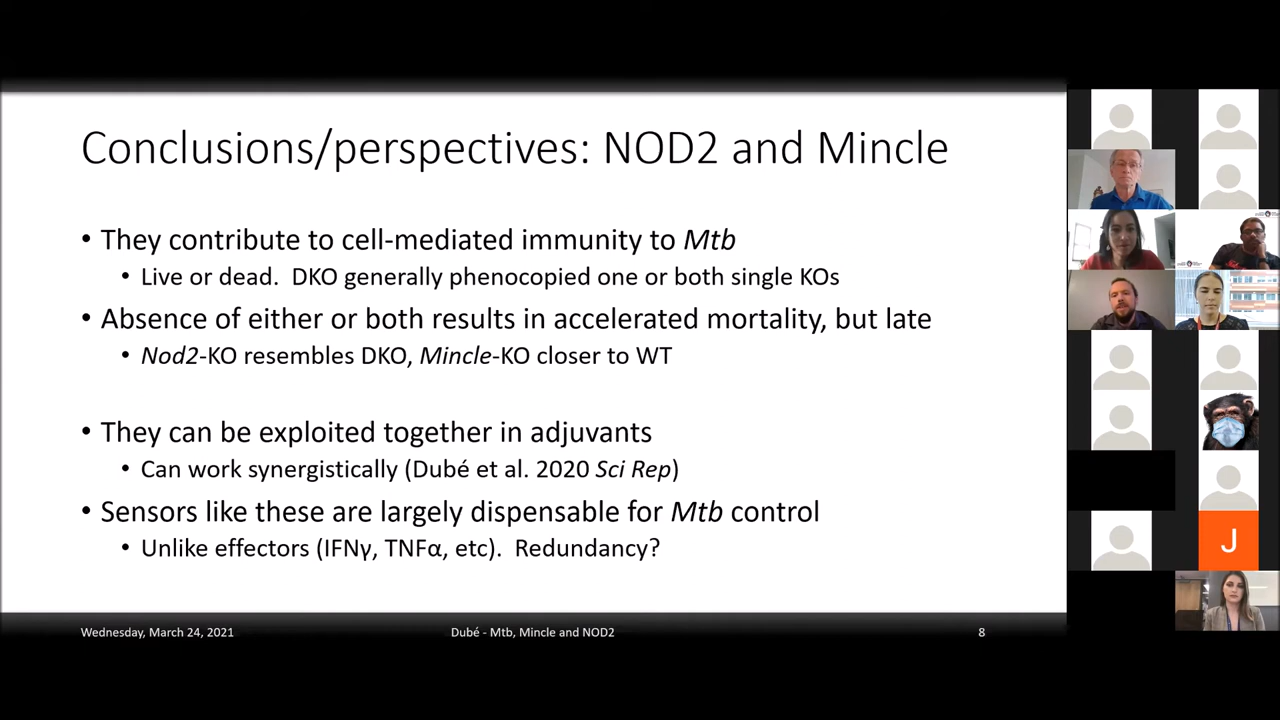 Conclusions/perspectives: NOD2 and Mincle
• They contribute to cell-mediated immunity to Mtb
• Live or dead. DKO generally phenocopied one or both single KOs
• Absence of either or both results in accelerated mortality, but late
• Nod2-KO resembles DKO, Mincle-KO closer to WT
• They can be exploited together in adjuvants
• Can work synergistically (Dubé et al. 2020 Sci Rep)
• Sensors like these are largely dispensable for Mtb control
• Unlike effectors (IFNγ, TNFα, etc). Redundancy?
Wednesday, March 24, 2021
Dubé - Mtb, Mincle and NOD2
8
J